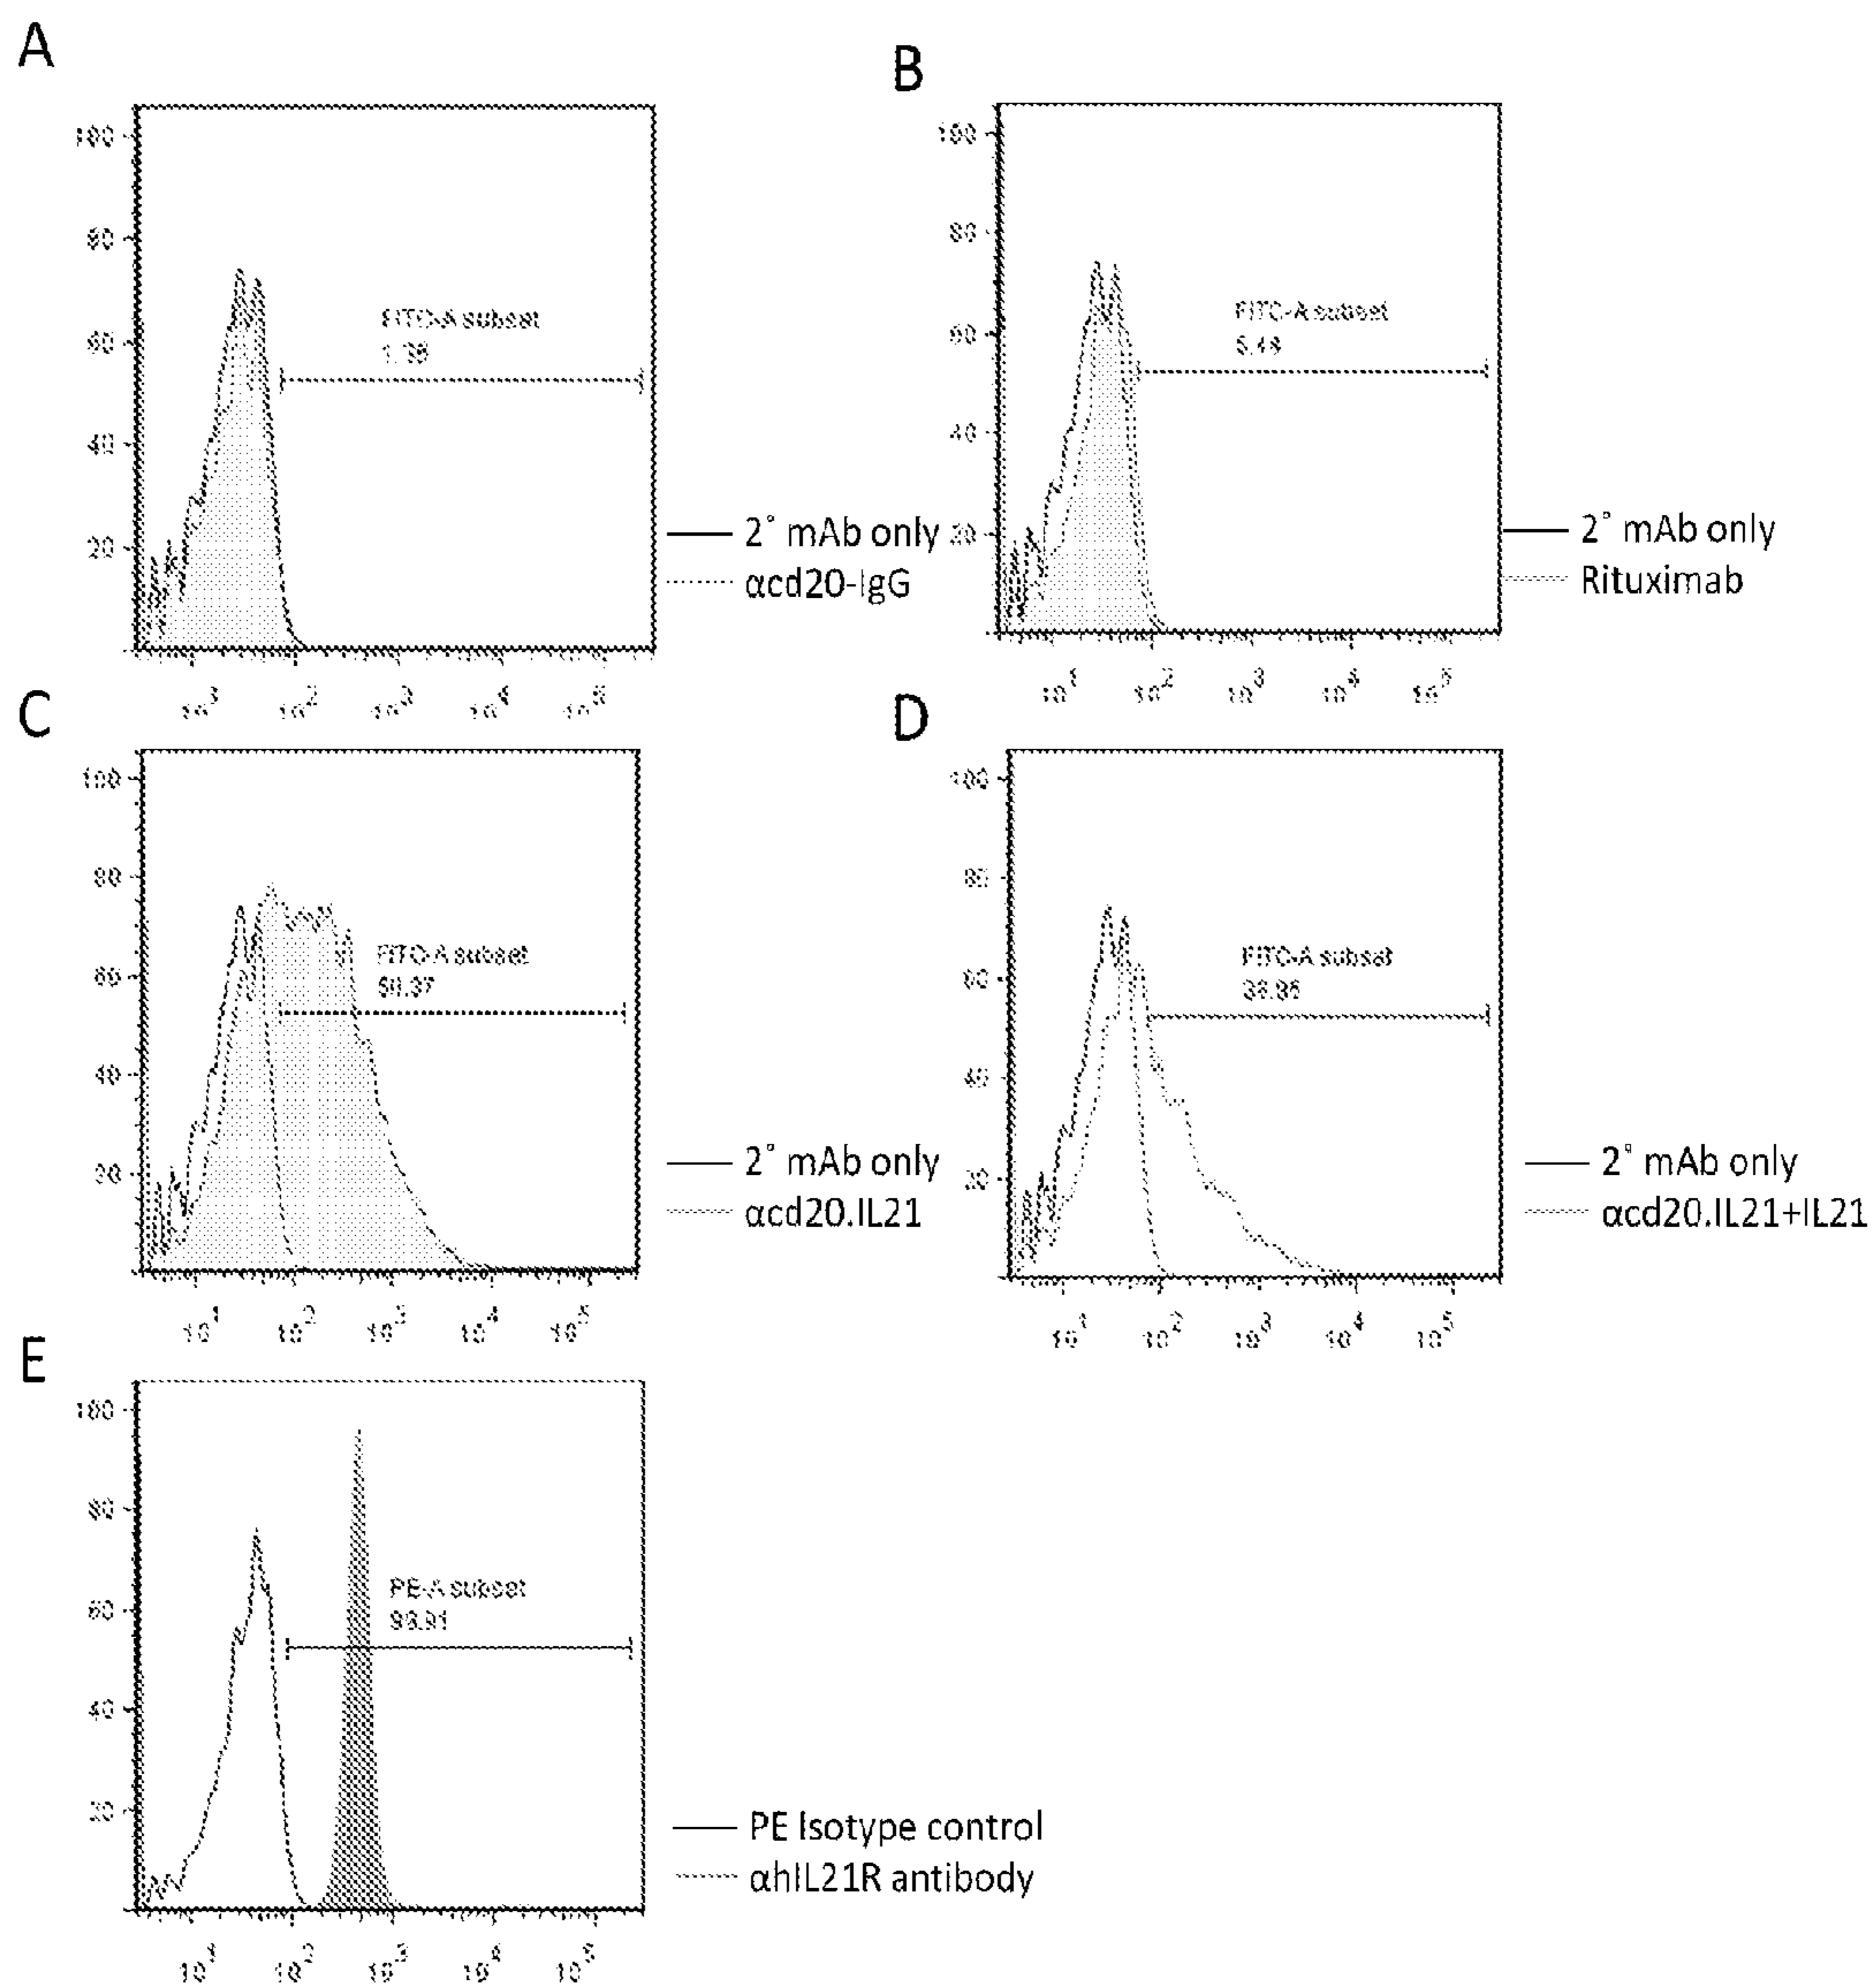 A
100
80
60
40
20
FITC-A subset
2˚ mAb only
αcd20-IgG
10² 10³ 10⁴ 10⁵
B
100
80
60
40
20
FITC-A subset
2˚ mAb only
Rituximab
10¹ 10² 10³ 10⁴ 10⁵
C
100
80
60
40
20
FITC-A subset
2˚ mAb only
αcd20.IL21
10¹ 10² 10³ 10⁴ 10⁵
D
100
80
60
40
20
FITC-A subset
2˚ mAb only
αcd20.IL21+IL21
10¹ 10² 10³ 10⁴ 10⁵
E
100
80
60
40
20
PE-A subset
PE Isotype control
αhIL21R antibody
10¹ 10² 10³ 10⁴ 10⁵